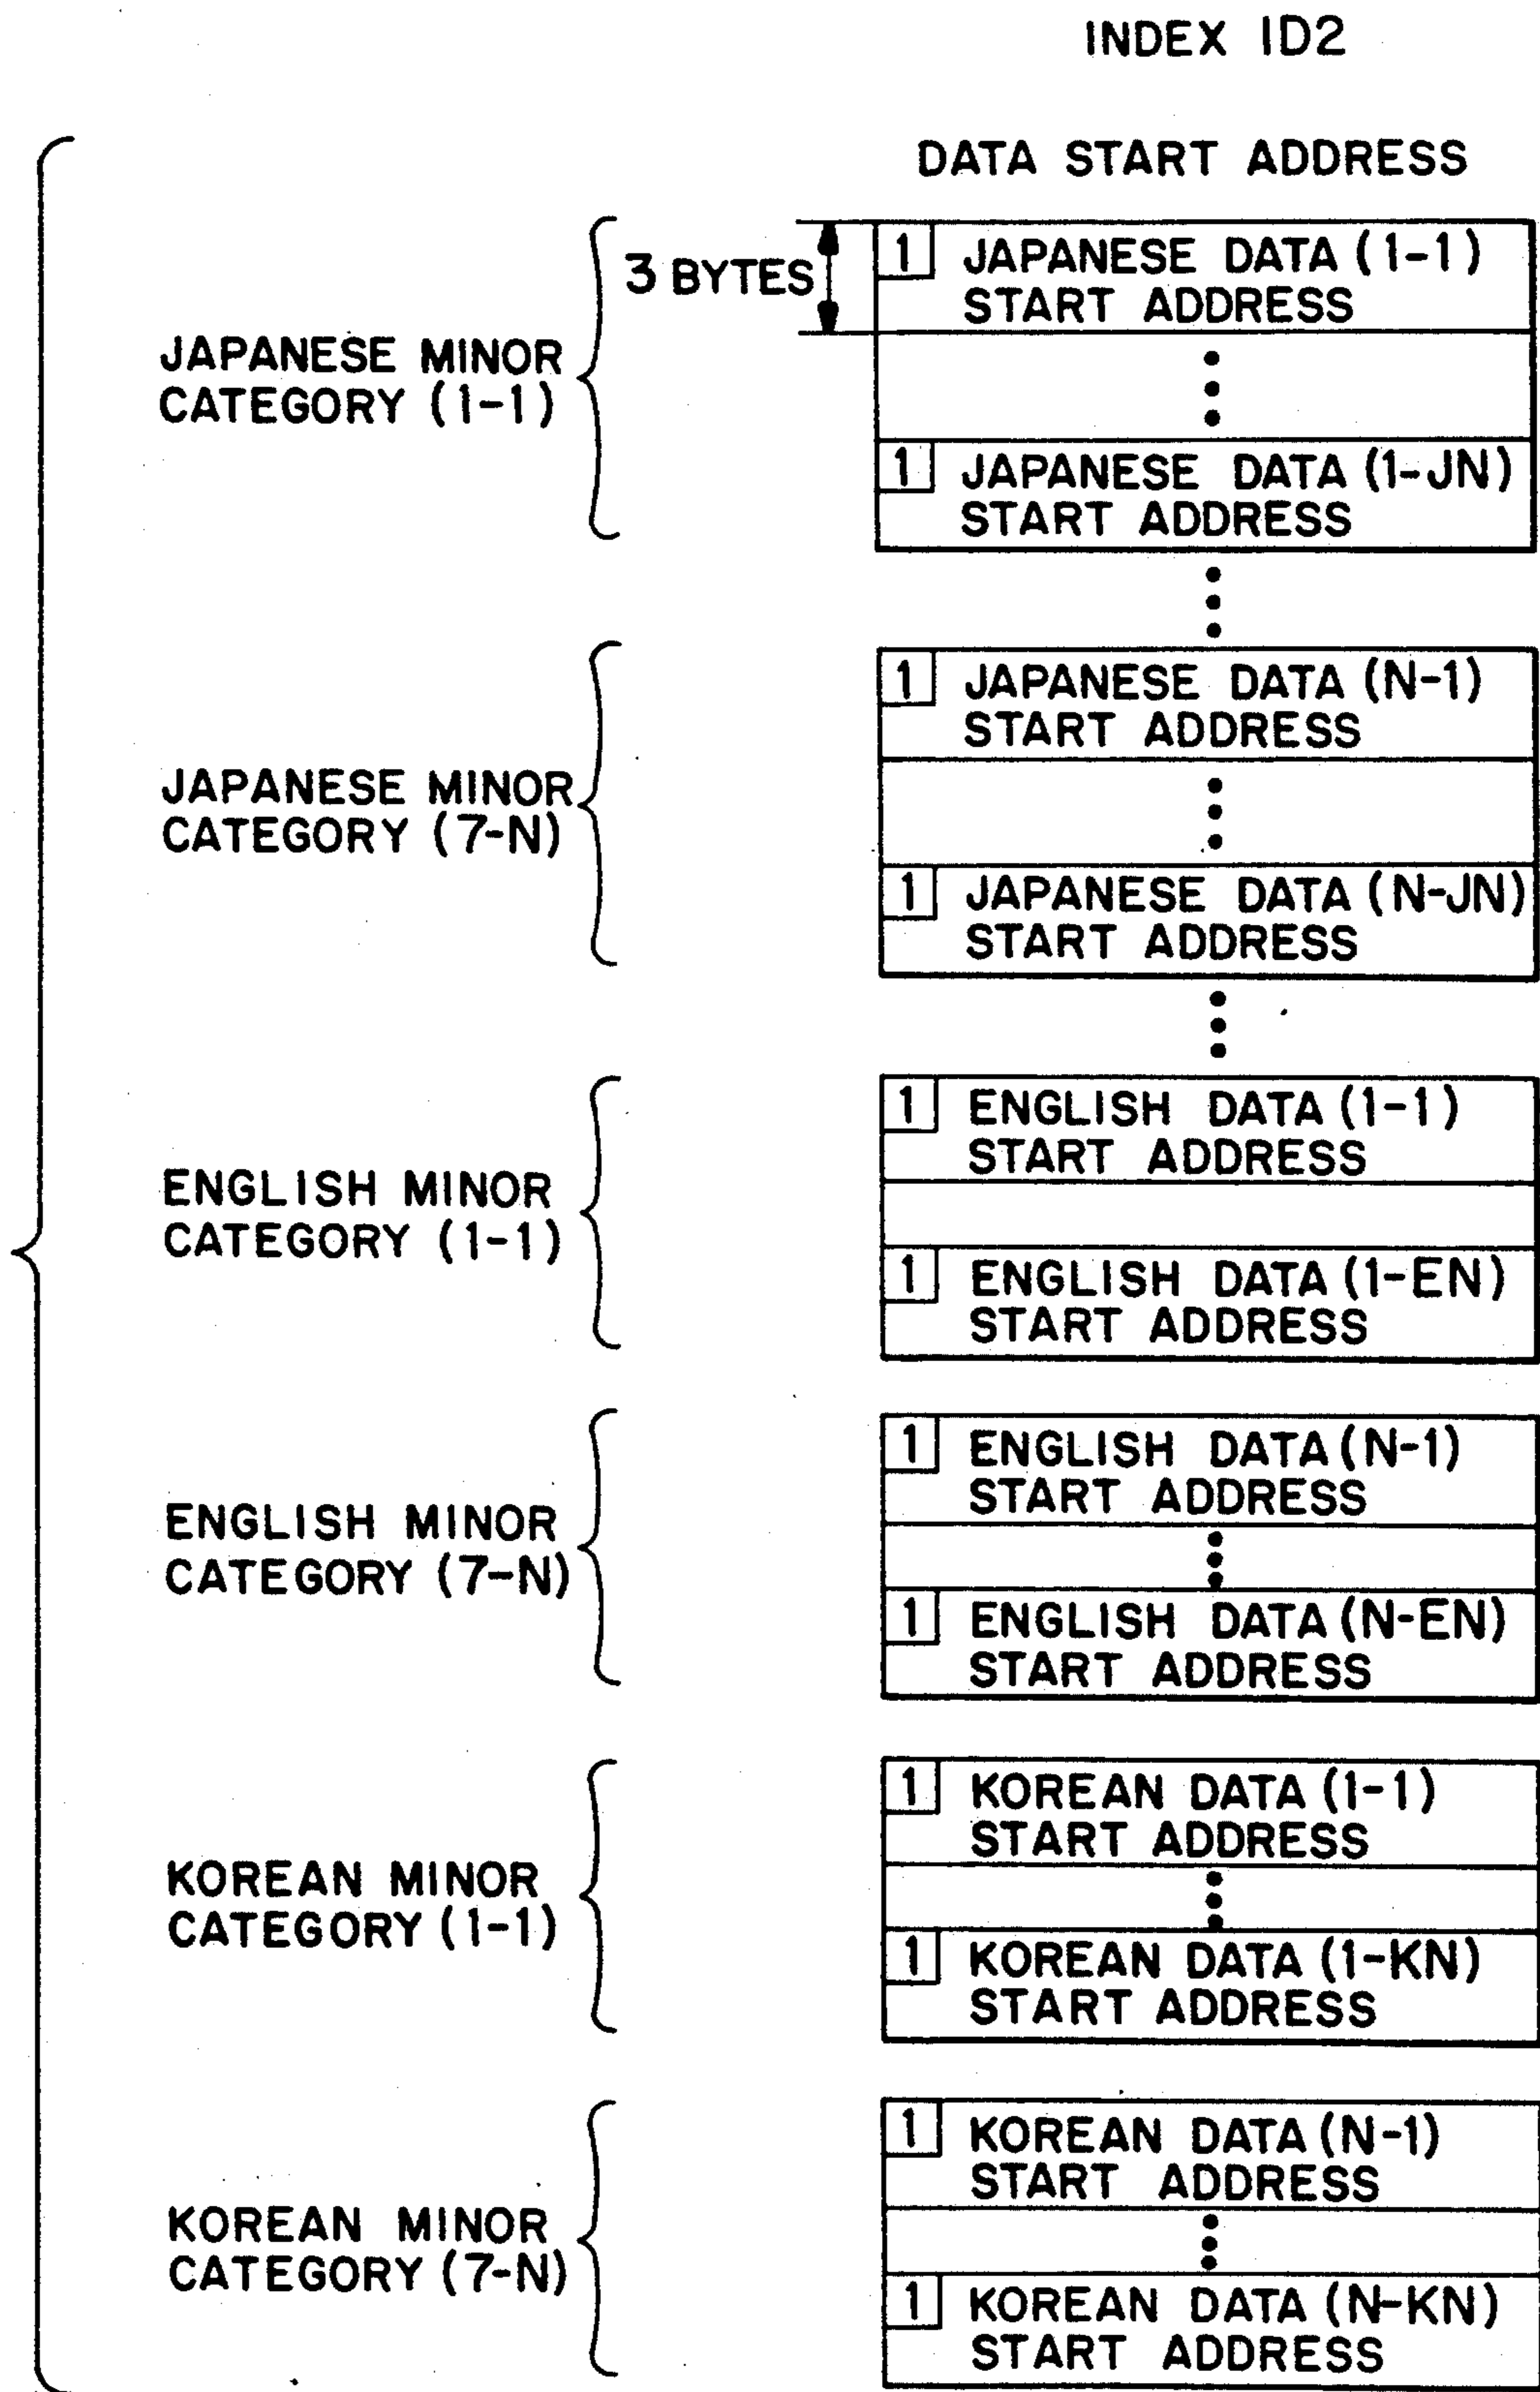 INDEX ID2
DATA START ADDRESS
3 BYTES
JAPANESE MINOR
CATEGORY (1-1)
1 JAPANESE DATA (1-1)
START ADDRESS
1 JAPANESE DATA (1-JN)
START ADDRESS
JAPANESE MINOR
CATEGORY (7-N)
1 JAPANESE DATA (N-1)
START ADDRESS
1 JAPANESE DATA (N-JN)
START ADDRESS
ENGLISH MINOR
CATEGORY (1-1)
1 ENGLISH DATA (1-1)
START ADDRESS
1 ENGLISH DATA (1-EN)
START ADDRESS
ENGLISH MINOR
CATEGORY (7-N)
1 ENGLISH DATA (N-1)
START ADDRESS
1 ENGLISH DATA (N-EN)
START ADDRESS
KOREAN MINOR
CATEGORY (1-1)
1 KOREAN DATA (1-1)
START ADDRESS
1 KOREAN DATA (1-KN)
START ADDRESS
KOREAN MINOR
CATEGORY (7-N)
1 KOREAN DATA (N-1)
START ADDRESS
1 KOREAN DATA (N-KN)
START ADDRESS